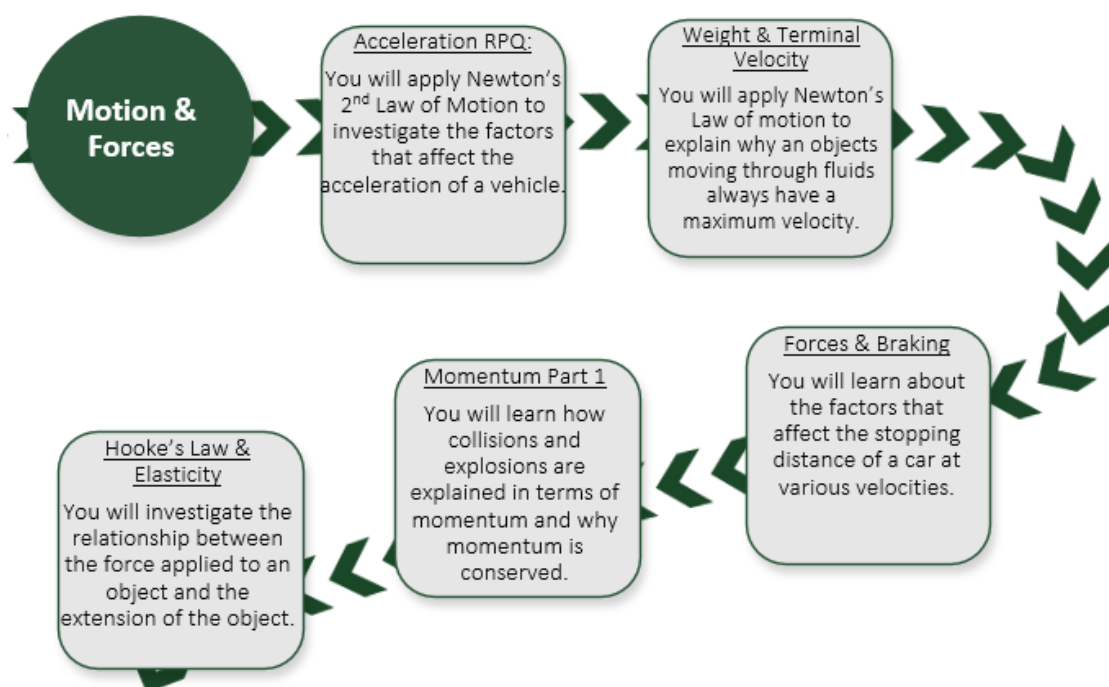 Motion &
Forces
Acceleration RPQ:
You will apply Newton's
2nd Law of Motion to
investigate the factors
that affect the
acceleration of a vehicle.
Weight & Terminal
Velocity
You will apply Newton's
Law of motion to
explain why an objects
moving through fluids
always have a
maximum velocity.
Forces & Braking
You will learn about
the factors that
affect the stopping
distance of a car at
various velocities.
Momentum Part 1
You will learn how
collisions and
explosions are
explained in terms of
momentum and why
momentum is
conserved.
Hooke's Law &
Elasticity
You will investigate the
relationship between
the force applied to an
object and the
extension of the object.